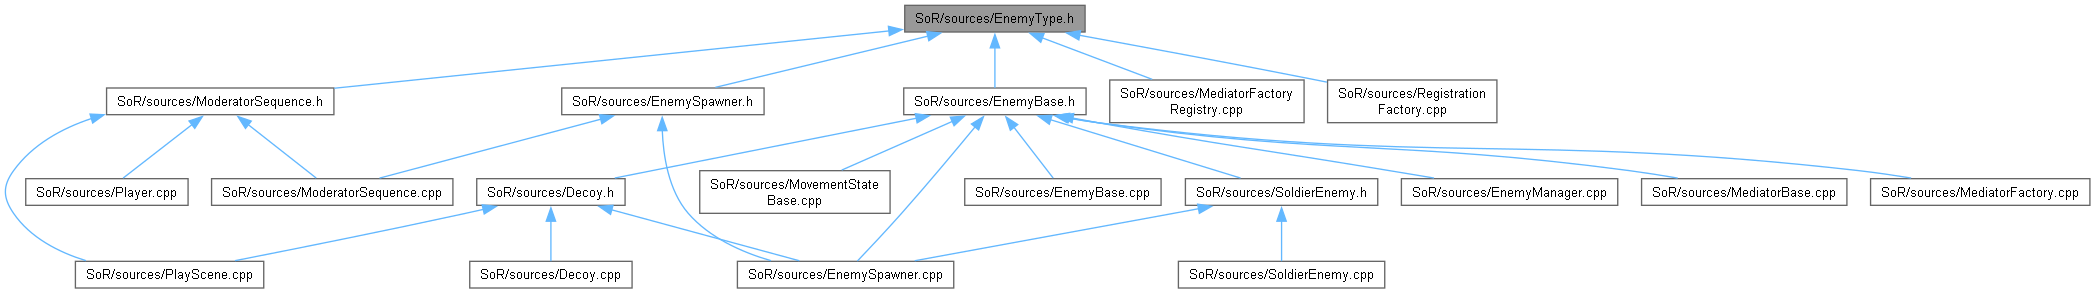 SoR/sources/EnemyType.h
SoR/sources/ModeratorSequence.h
SoR/sources/EnemySpawner.h
SoR/sources/EnemyBase.h
SoR/sources/MediatorFactory
Registry.cpp
SoR/sources/Registration
Factory.cpp
SoR/sources/Player.cpp
SoR/sources/ModeratorSequence.cpp
SoR/sources/Decoy.h
SoR/sources/MovementState
Base.cpp
SoR/sources/EnemyBase.cpp
SoR/sources/SoldierEnemy.h
SoR/sources/EnemyManager.cpp
SoR/sources/MediatorBase.cpp
SoR/sources/MediatorFactory.cpp
SoR/sources/PlayScene.cpp
SoR/sources/Decoy.cpp
SoR/sources/EnemySpawner.cpp
SoR/sources/SoldierEnemy.cpp